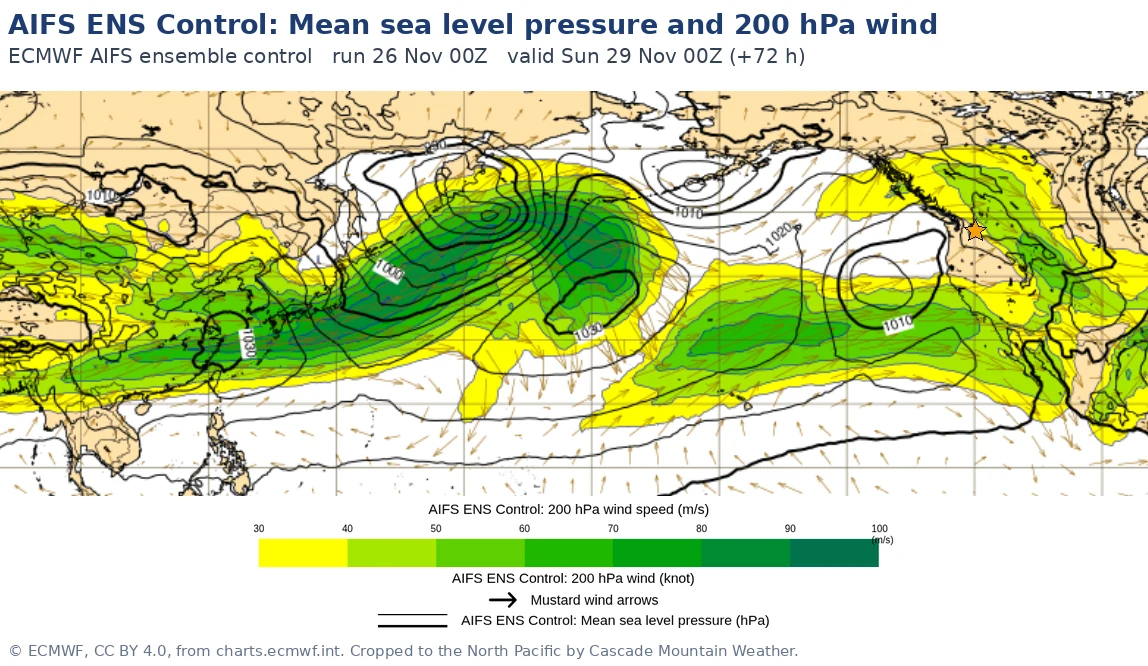 AIFS ENS Control: Mean sea level pressure and 200 hPa wind
ECMWF AIFS ensemble control   run 26 Nov 00Z   valid Sun 29 Nov 00Z (+72 h)
1010
1010
1020
1000
1030
1030
1010
L
AIFS ENS Control: 200 hPa wind speed (m/s)
30 40 50 60 70 80 90 100
(m/s)
AIFS ENS Control: 200 hPa wind (knot)
Mustard wind arrows
AIFS ENS Control: Mean sea level pressure (hPa)
© ECMWF, CC BY 4.0, from charts.ecmwf.int. Cropped to the North Pacific by Cascade Mountain Weather.